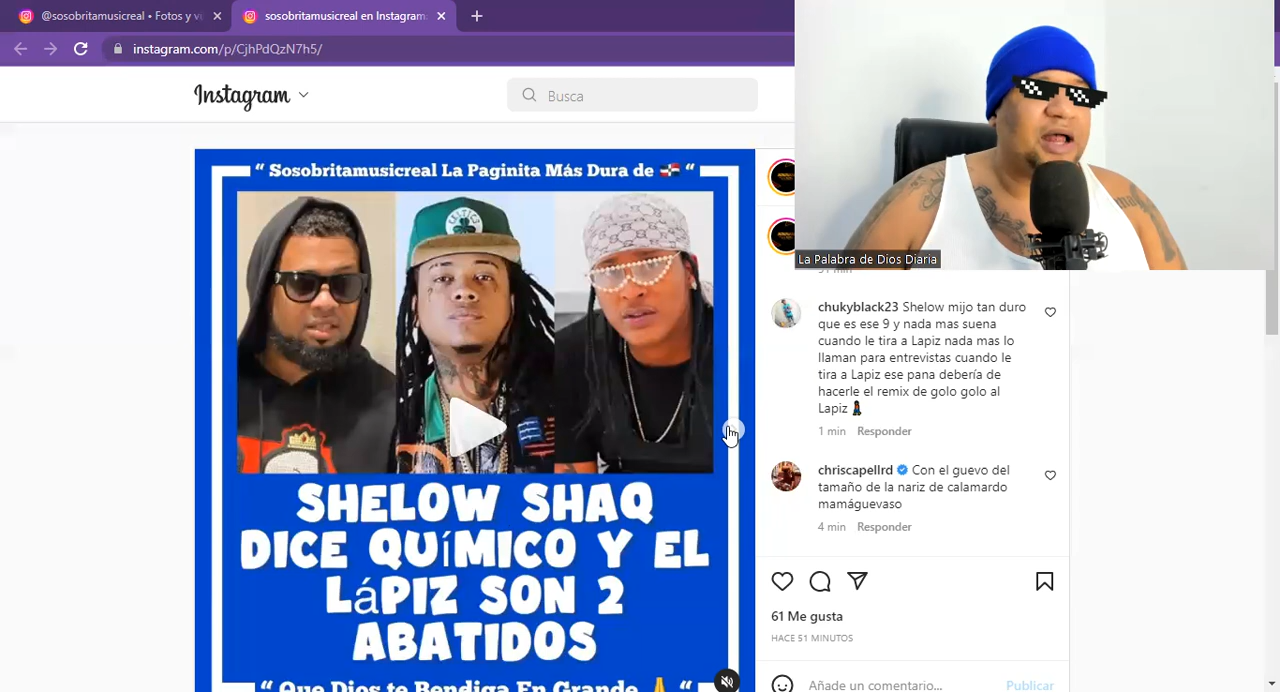 @sosobritamusicreal • Fotos y vi
sosobritamusicreal en Instagram:
instagram.com/p/CjhPdQzN7h5/
Instagram
Busca
“ Sosobritamusicreal La Paginita Más Dura de 🇩🇴 “
CELTICS
La Palabra de Dios Diaria
51 min
chukyblack23 Shelow mijo tan duro
que es ese 9 y nada mas suena
cuando le tira a Lapiz nada mas lo
llaman para entrevistas cuando le
tira a Lapiz ese pana debería de
hacerle el remix de golo golo al
Lapiz
1 min Responder
chriscapellrd Con el guevo del
tamaño de la nariz de calamardo
mamáguevaso
4 min Responder
SHELOW SHAQ
DICE QUíMICO Y EL
LáPIZ SON 2
ABATIDOS
“ Que Dios te Bendiga En Grande 🙏 “
61 Me gusta
HACE 51 MINUTOS
Añade un comentario...
Publicar